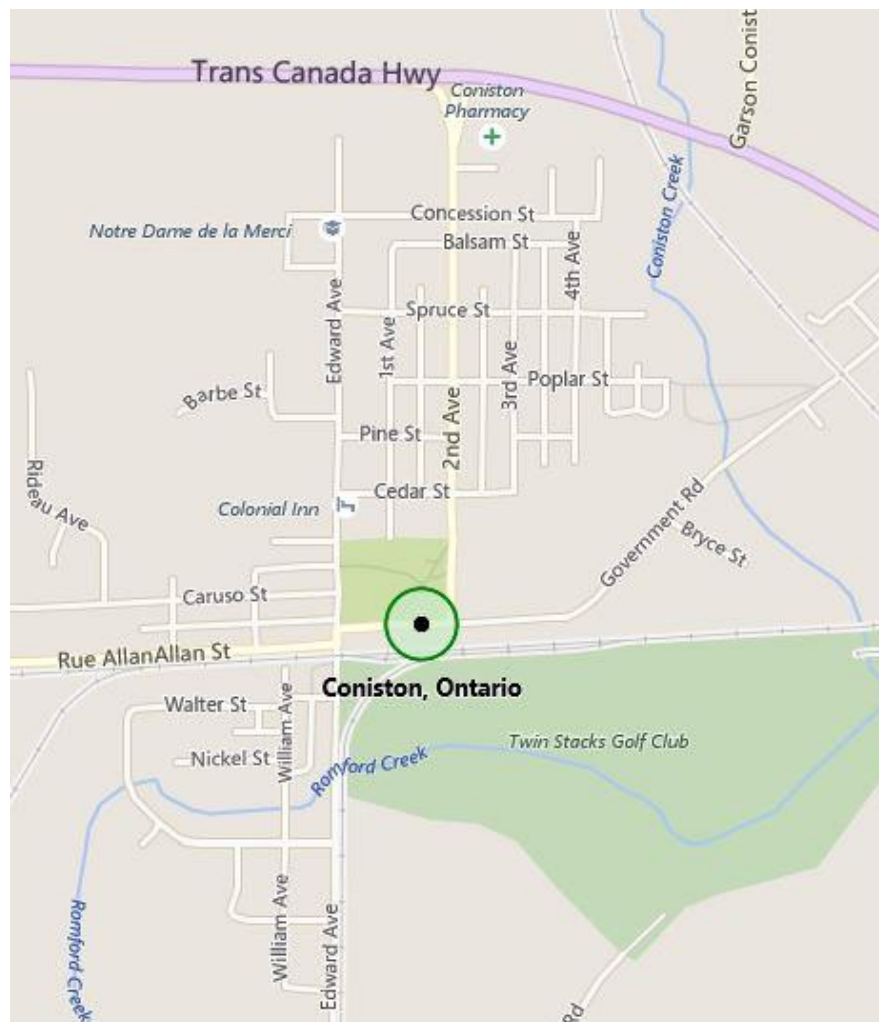 Trans Canada Hwy
Coniston
Pharmacy
Garson Conist
Concession St
Notre Dame de la Merci
Balsam St
Coniston Creek
4th Ave
Edward Ave
Spruce St
1st Ave
3rd Ave
Poplar St
Barbe St
2nd Ave
Pine St
Rideau Ave
Cedar St
Colonial Inn
Government Rd
Bryce St
Caruso St
Rue AllanAllan St
Coniston, Ontario
Walter St
William Ave
Twin Stacks Golf Club
Nickel St
Romford Creek
Romford Creek
William Ave
Edward Ave
Rd